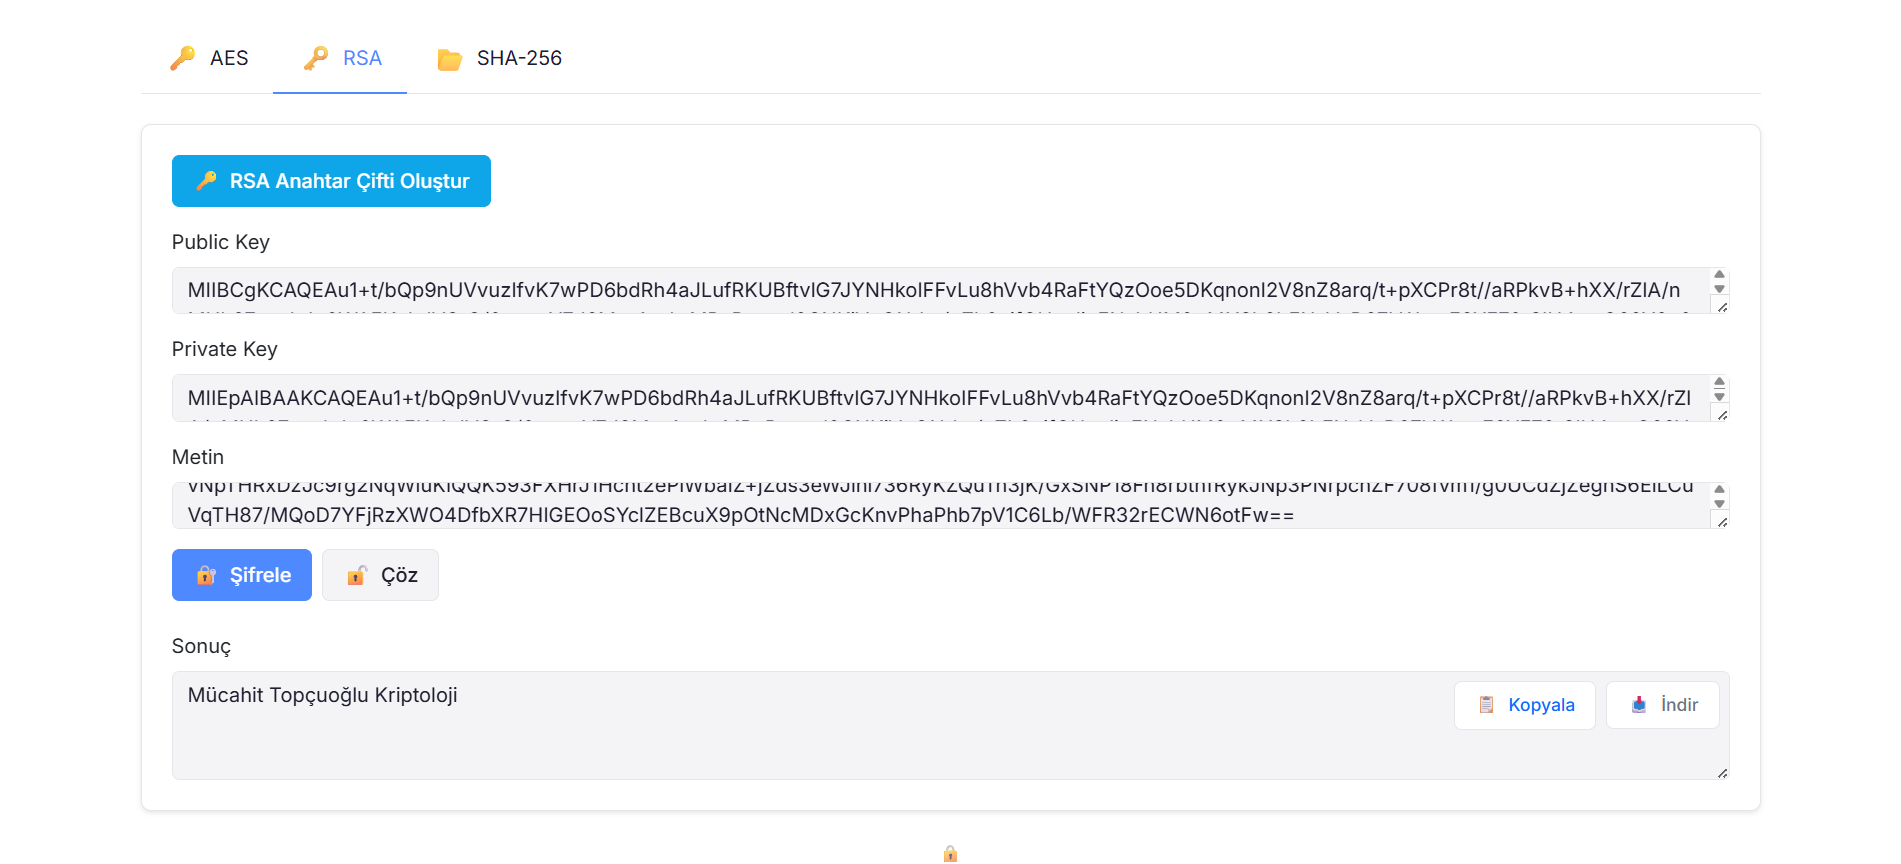 AES
RSA
SHA-256
RSA Anahtar Çifti Oluştur
Public Key
MIIBCgKCAQEAu1+t/bQp9nUVvuzIfvK7wPD6bdRh4aJLufRKUBftvIG7JYNHkoIFFvLu8hVvb4RaFtYQzOoe5DKqnonI2V8nZ8arq/t+pXCPr8t//aRPkvB+hXX/rZIA/n
Private Key
MIIEpAIBAAKCAQEAu1+t/bQp9nUVvuzIfvK7wPD6bdRh4aJLufRKUBftvIG7JYNHkoIFFvLu8hVvb4RaFtYQzOoe5DKqnonI2V8nZ8arq/t+pXCPr8t//aRPkvB+hXX/rZI
Metin
VqTH87/MQoD7YFjRzXWO4DfbXR7HIGEOoSYclZEBcuX9pOtNcMDxGcKnvPhaPhb7pV1C6Lb/WFR32rECWN6otFw==
Şifrele
Çöz
Sonuç
Mücahit Topçuoğlu Kriptoloji
Kopyala
İndir